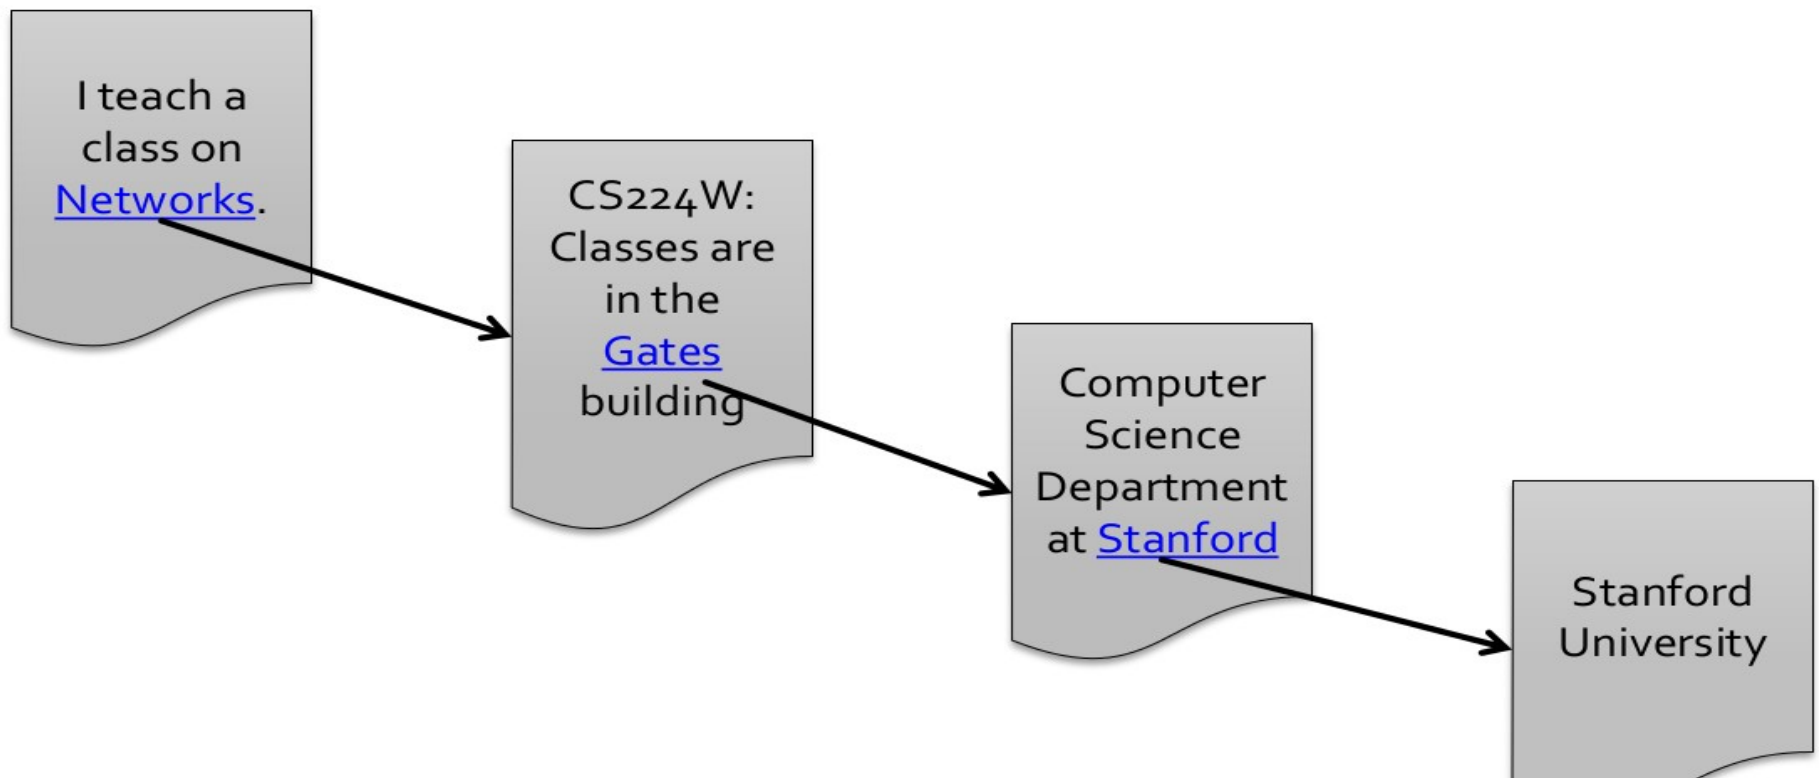 I teach a
class on
Networks.
CS224W:
Classes are
in the
Gates
building
Computer
Science
Department
at Stanford
Stanford
University